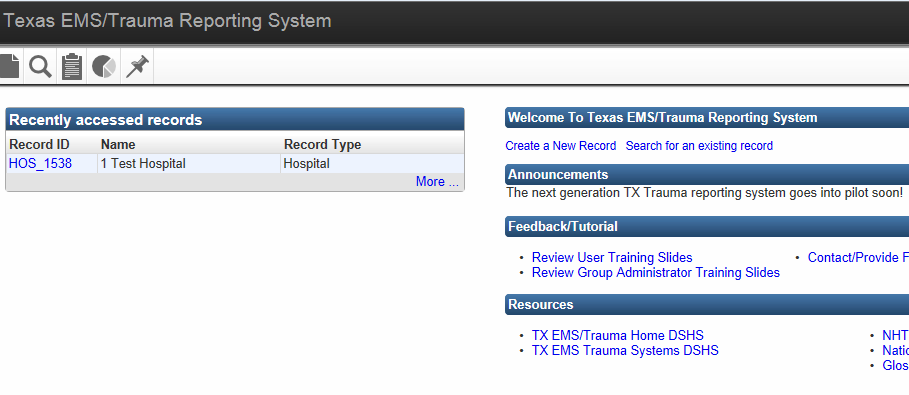 Texas EMS/Trauma Reporting System
Recently accessed records
Record ID Name Record Type
HOS_1538 1 Test Hospital Hospital
More ...
Welcome To Texas EMS/Trauma Reporting System
Create a New Record Search for an existing record
Announcements
The next generation TX Trauma reporting system goes into pilot soon!
Feedback/Tutorial
• Review User Training Slides
• Review Group Administrator Training Slides
• Contact/Provide F
Resources
• TX EMS/Trauma Home DSHS
• TX EMS Trauma Systems DSHS
• NHT
• Natic
• Glos